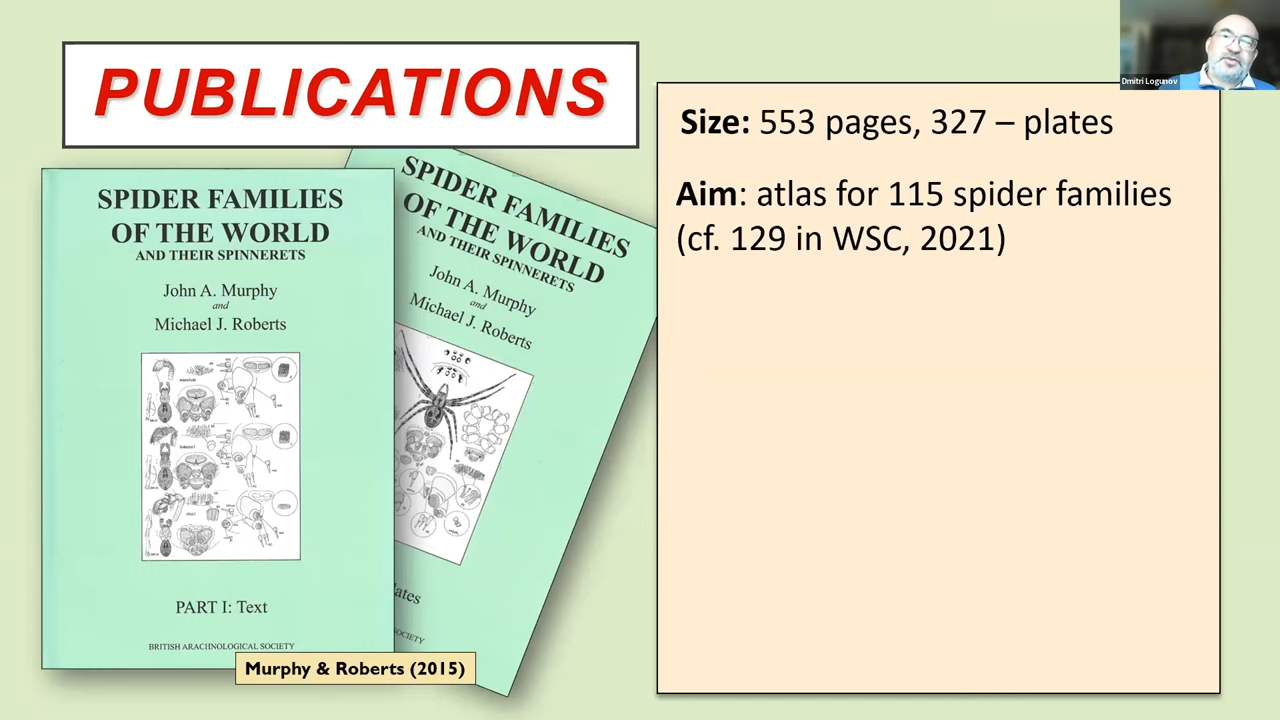 PUBLICATIONS
Dmitri Logunov
Size: 553 pages, 327 – plates
Aim: atlas for 115 spider families
(cf. 129 in WSC, 2021)
SPIDER FAMILIES
OF THE WORLD
AND THEIR SPINNERETS
John A. Murphy
and
Michael J. Roberts
PART I: Text
BRITISH ARACHNOLOGICAL SOCIETY
SPIDER FAMILIES
OF THE WORLD
AND THEIR SPINNERETS
John A. Murphy
and
Michael J. Roberts
SOCIETY
Murphy & Roberts (2015)